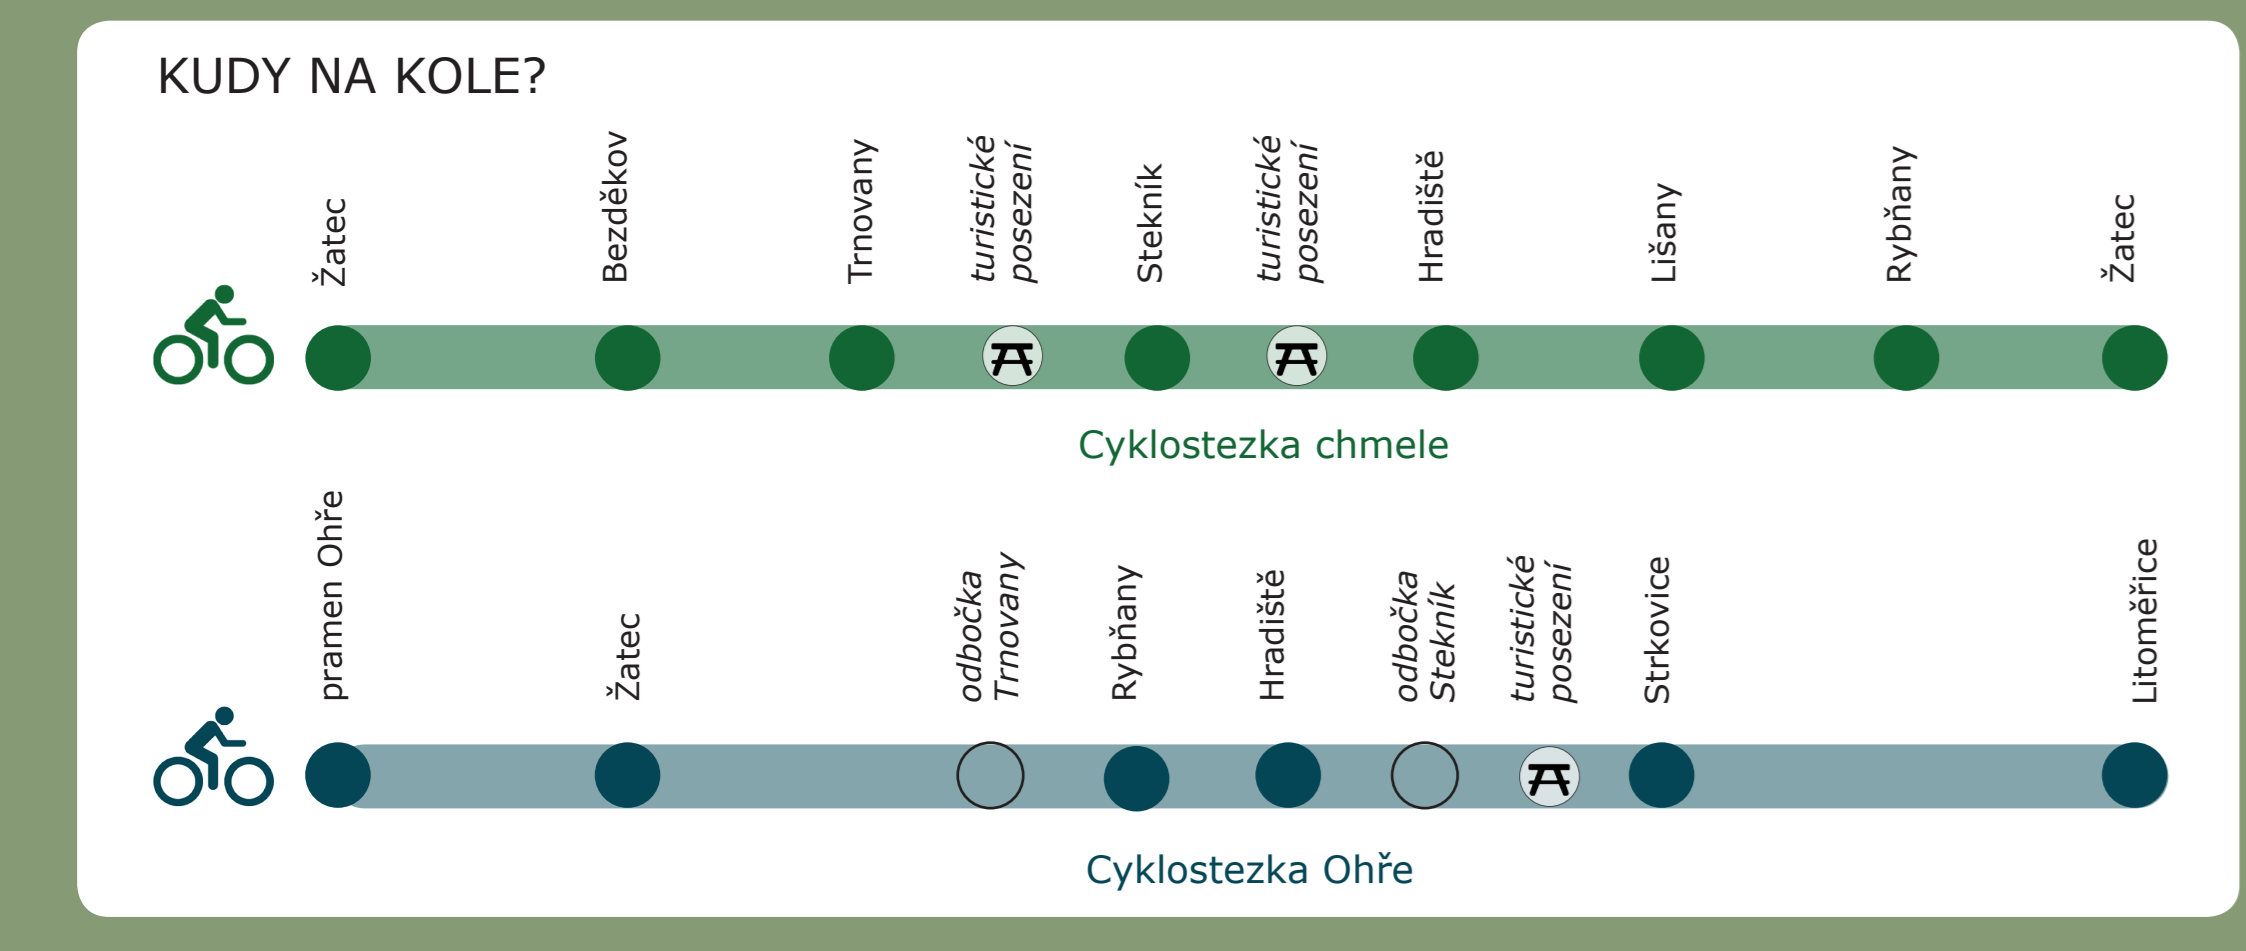 KUDY NA KOLE?
Žatec
Bezděkov
Trnovany
turistické
posezení
Stekník
turistické
posezení
Hradiště
Lišany
Rybňany
Žatec
Cyklostezka chmele
pramen Ohře
Žatec
odbočka
Trnovany
Rybňany
Hradiště
odbočka
Stekník
turistické
posezení
Strkovice
Litoměřice
Cyklostezka Ohře